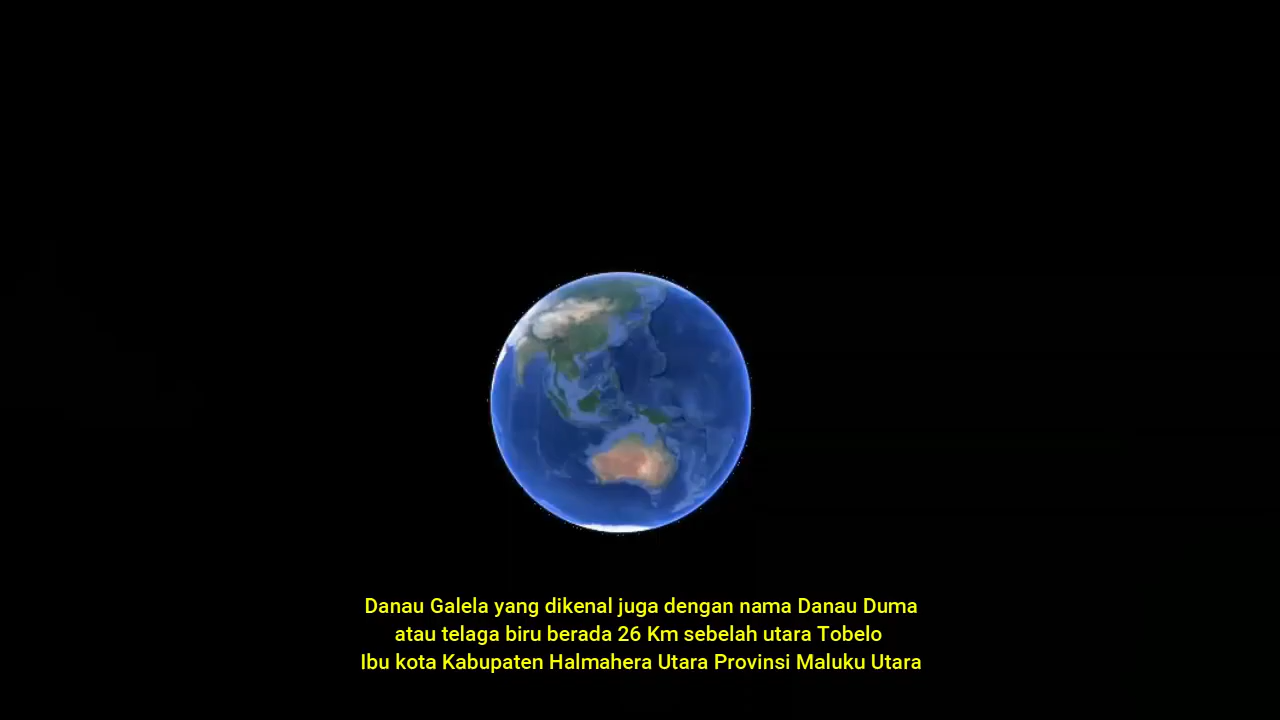 Danau Galela yang dikenal juga dengan nama Danau Duma
atau telaga biru berada 26 Km sebelah utara Tobelo
Ibu kota Kabupaten Halmahera Utara Provinsi Maluku Utara